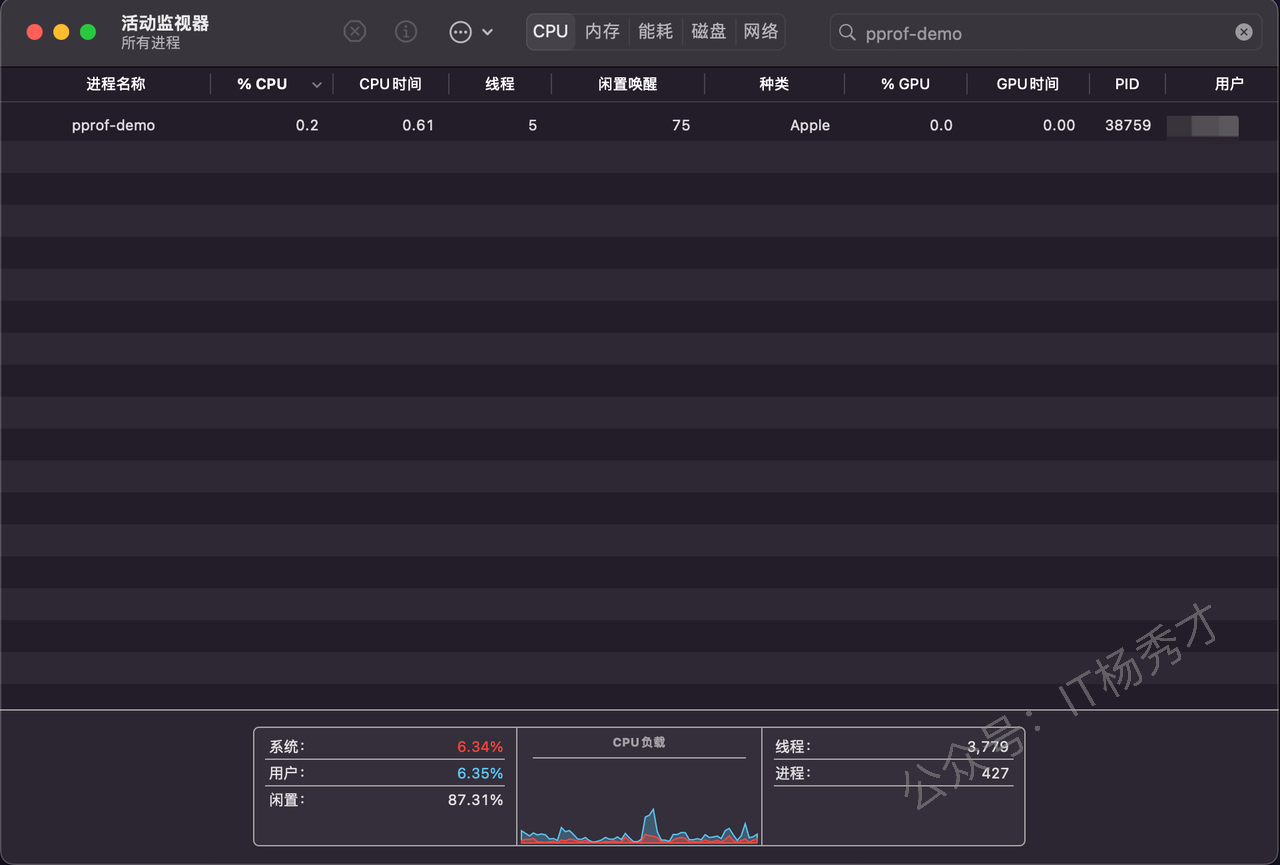 活动监视器
所有进程
CPU 内存 能耗 磁盘 网络
pprof-demo
进程名称 % CPU CPU时间 线程 闲置唤醒 种类 % GPU GPU时间 PID 用户
pprof-demo 0.2 0.61 5 75 Apple 0.0 0.00 38759
系统: 6.34%
用户: 6.35%
闲置: 87.31%
CPU负载
线程: 3,779
进程: 427
公众号: IT杨秀才